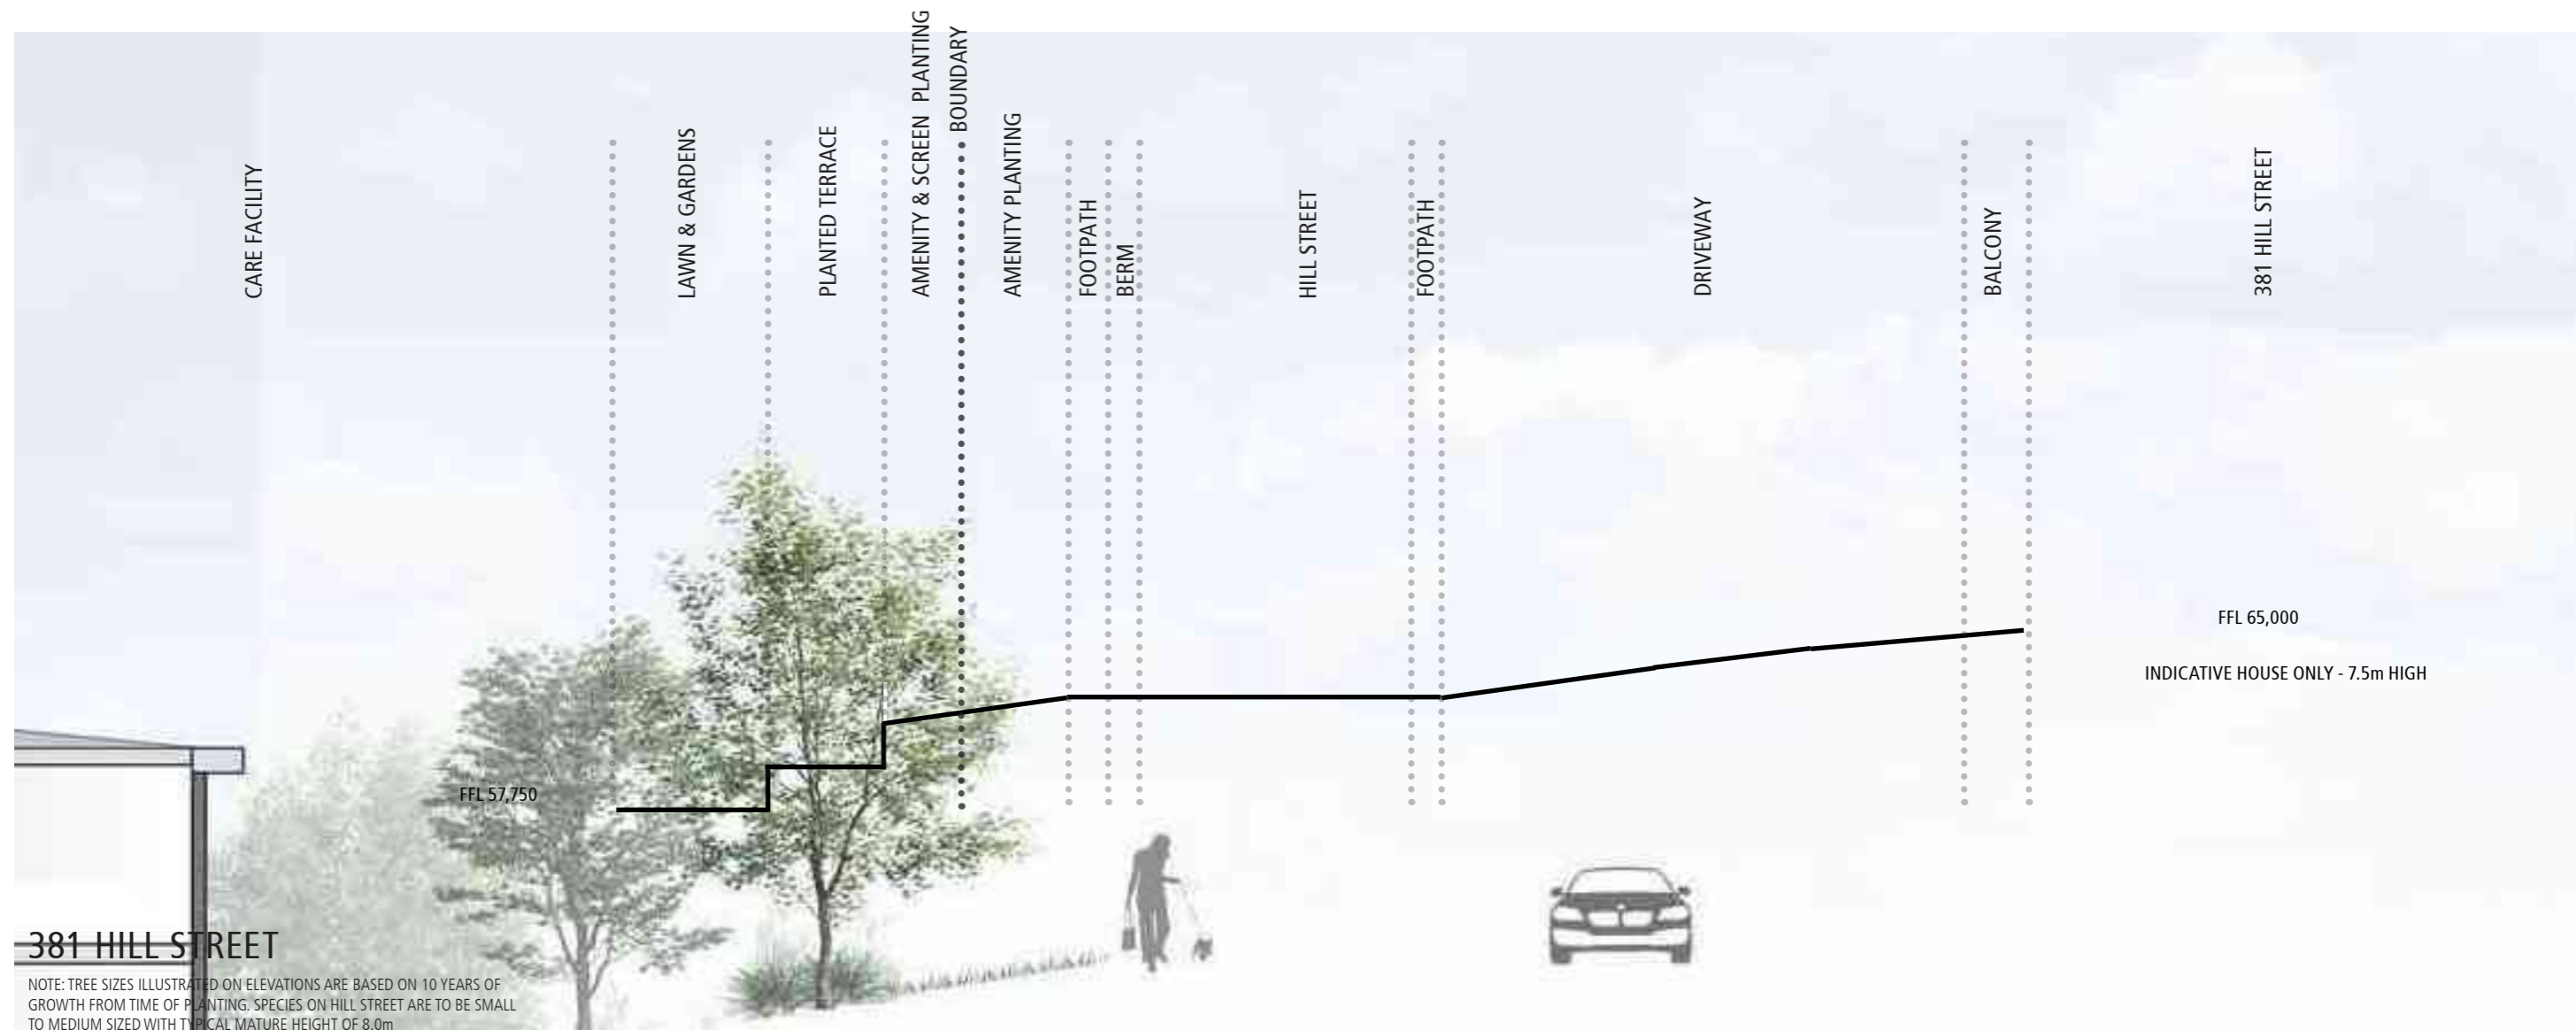 CARE FACILITY
LAWN & GARDENS
PLANTED TERRACE
AMENITY & SCREEN PLANTING
BOUNDARY
AMENITY PLANTING
FOOTPATH
BERM
HILL STREET
FOOTPATH
DRIVEWAY
BALCONY
381 HILL STREET
FFL 65,000
INDICATIVE HOUSE ONLY - 7.5m HIGH
FFL 57,750
381 HILL STREET
NOTE: TREE SIZES ILLUSTRATED ON ELEVATIONS ARE BASED ON 10 YEARS OF
GROWTH FROM TIME OF PLANTING. SPECIES ON HILL STREET ARE TO BE SMALL
TO MEDIUM SIZED WITH TYPICAL MATURE HEIGHT OF 8.0m